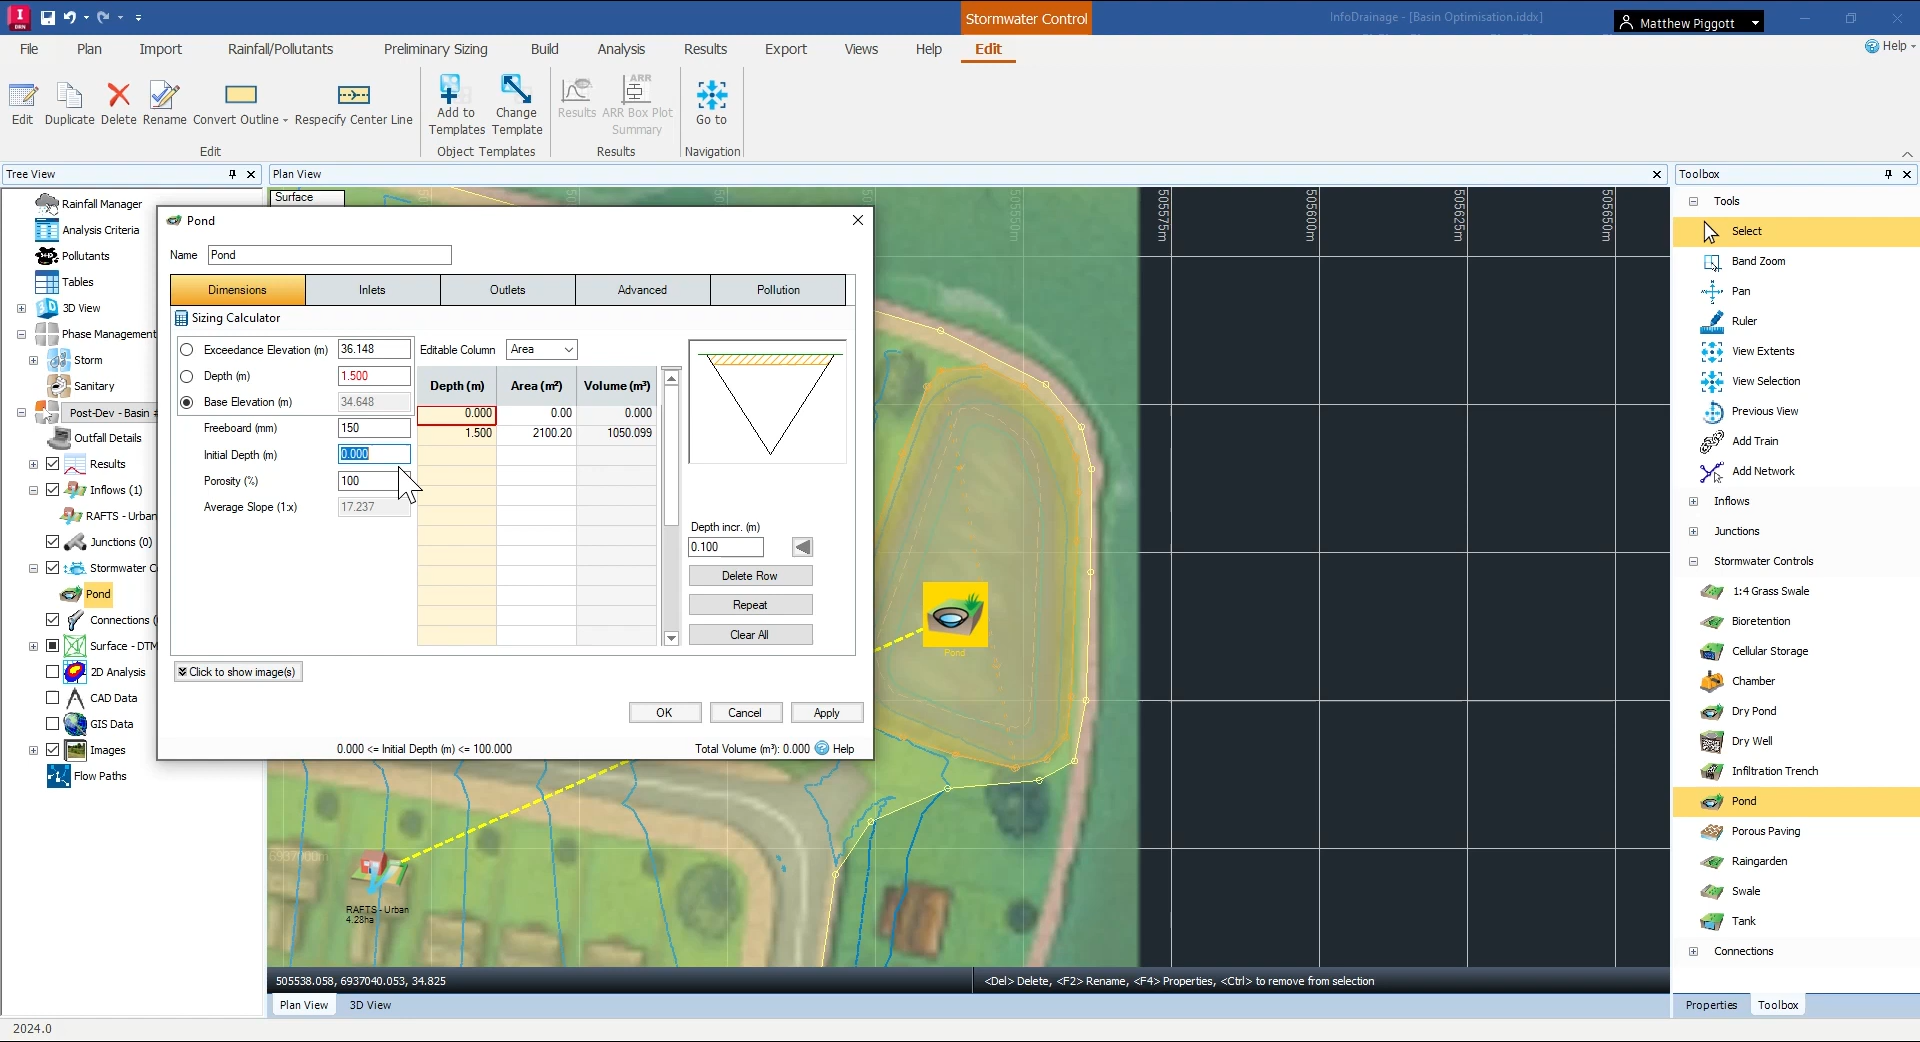 Stormwater Control
InfoDrainage - [Basin Optimisation.iddx]
Matthew Piggott
File Plan Import Rainfall/Pollutants Preliminary Sizing Build Analysis Results Export Views Help Edit
Help
Edit Duplicate Delete Rename Convert Outline Respecify Center Line
Add to Templates
Change Template
Results
ARR Box Plot Summary
Go to
Edit
Object Templates
Results
Navigation
Tree View
Plan View
Toolbox
Rainfall Manager
Analysis Criteria
Pollutants
Tables
3D View
Phase Management
Storm
Sanitary
Post-Dev - Basin
Outfall Details
Results
Inflows (1)
RAFTS - Urban
Junctions (0)
Stormwater C
Pond
Connections (
Surface - DTM
2D Analysis
CAD Data
GIS Data
Images
Flow Paths
Surface
Pond
Name Pond
Dimensions Inlets Outlets Advanced Pollution
Sizing Calculator
Exceedance Elevation (m) 36.148
Depth (m) 1.500
Base Elevation (m) 34.648
Freeboard (mm) 150
Initial Depth (m) 0.000
Porosity (%) 100
Average Slope (1:x) 17.237
Editable Column Area
Depth (m) Area (m²) Volume (m³)
0.000 0.00 0.000
1.500 2100.20 1050.099
Depth incr. (m)
0.100
Delete Row
Repeat
Clear All
Click to show image(s)
OK Cancel Apply
0.000 <= Initial Depth (m) <= 100.000
Total Volume (m³): 0.000
Help
505575m
505600m
505625m
505650m
Pond
RAFTS - Urban
4.28ha
505538.058, 6937040.053, 34.825
<Del> Delete, <F2> Rename, <F4> Properties, <Ctrl> to remove from selection
Plan View 3D View
Tools
Select
Band Zoom
Pan
Ruler
View Extents
View Selection
Previous View
Add Train
Add Network
Inflows
Junctions
Stormwater Controls
1:4 Grass Swale
Bioretention
Cellular Storage
Chamber
Dry Pond
Dry Well
Infiltration Trench
Pond
Porous Paving
Raingarden
Swale
Tank
Connections
Properties Toolbox
2024.0